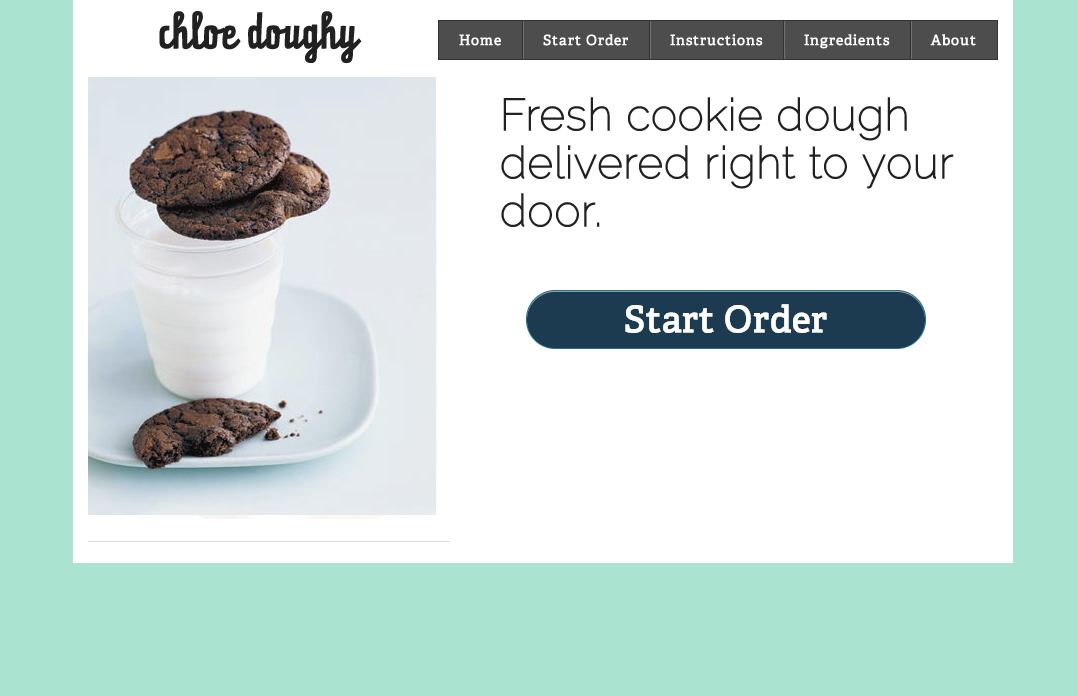 chloe doughy
Home Start Order Instructions Ingredients About
Fresh cookie dough
delivered right to your
door.
Start Order